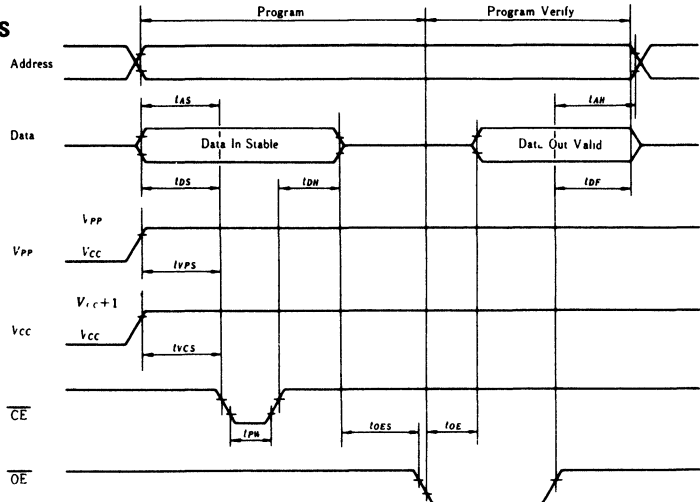 s
Program
Program Verify
Address
tAS
tAH
Data
Data In Stable
Data Out Valid
tDS
tDH
tDF
VPP
VPP
VCC
tVPS
VCC+1
VCC
VCC
tVCS
CE
tPW
tOES
tOE
OE